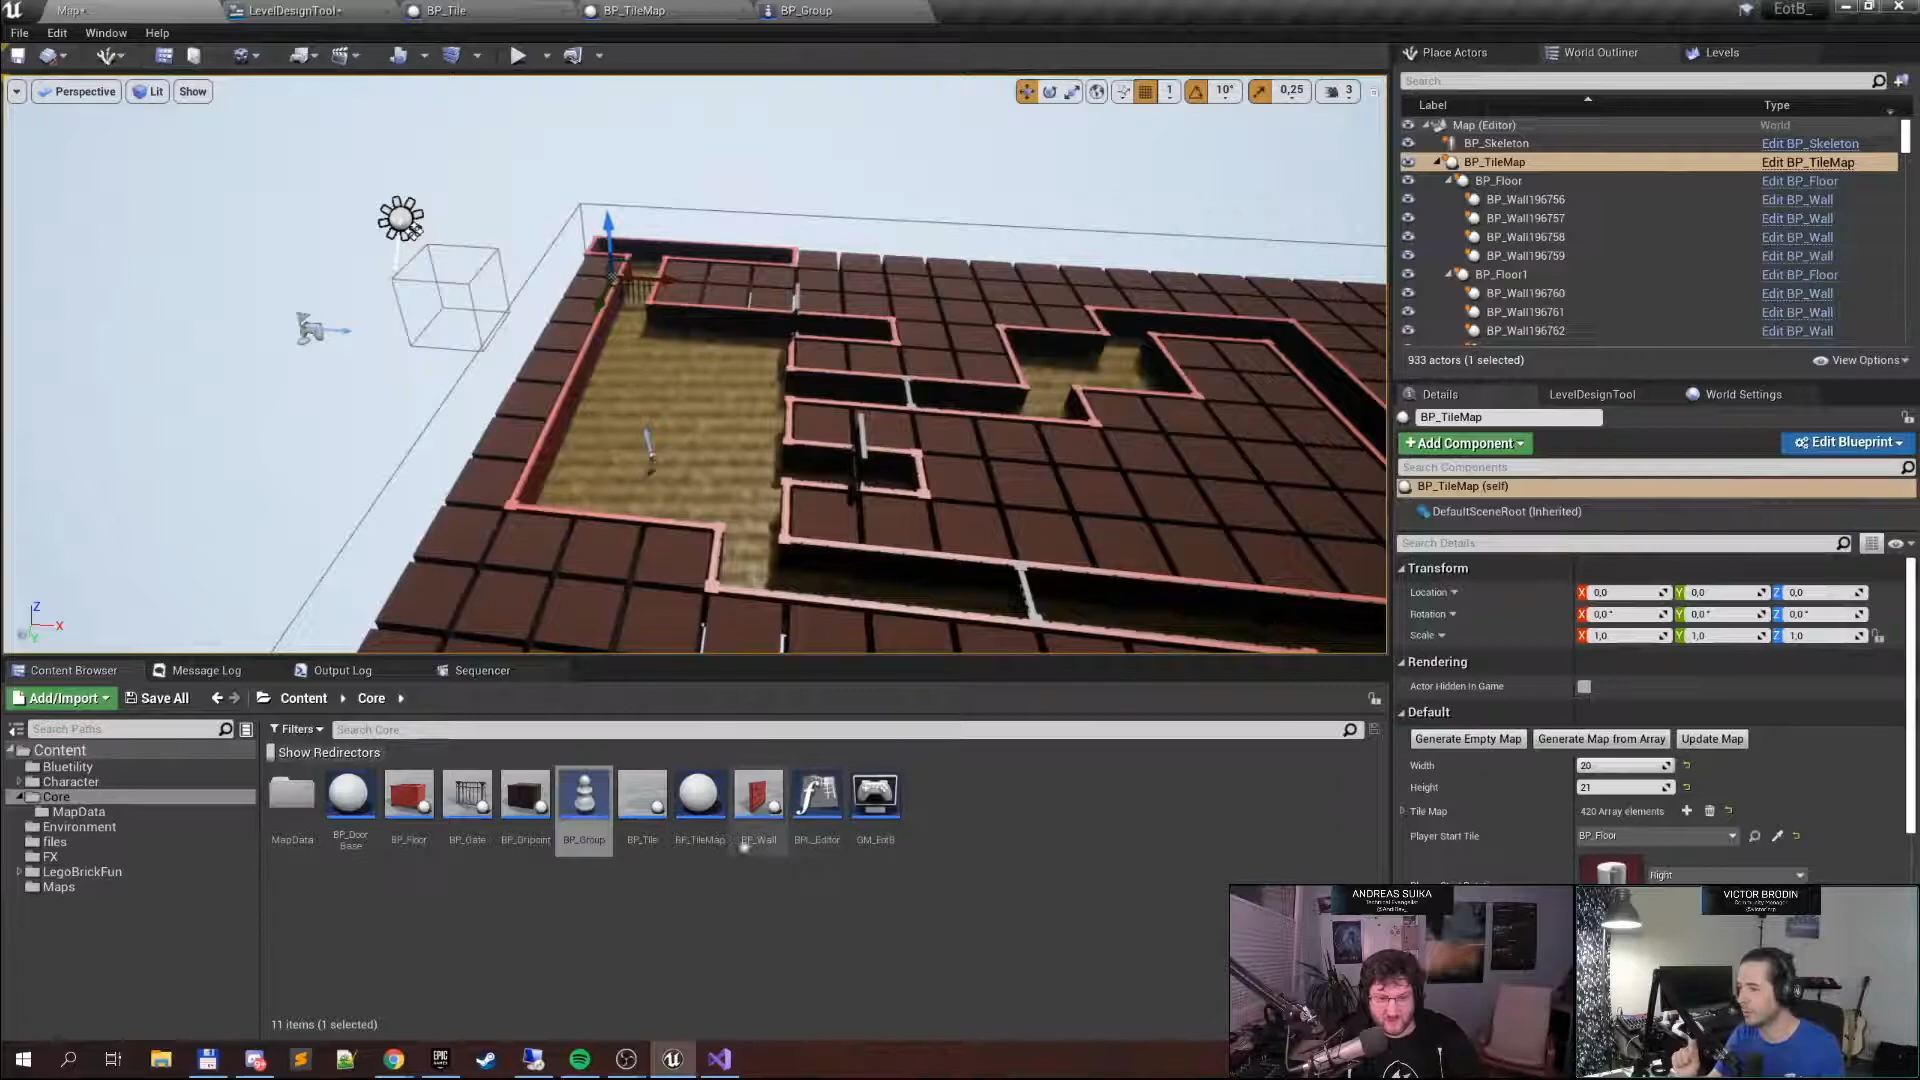 Map*
LevelDesignTool*
BP_Tile
BP_TileMap
BP_Group
EotB_
File
Edit
Window
Help
Perspective
Lit
Show
1
10°
0,25
3
Place Actors
World Outliner
Levels
Search
Label
Type
Map (Editor)
World
BP_Skeleton
Edit BP_Skeleton
BP_TileMap
Edit BP_TileMap
BP_Floor
Edit BP_Floor
BP_Wall196756
Edit BP_Wall
BP_Wall196757
Edit BP_Wall
BP_Wall196758
Edit BP_Wall
BP_Wall196759
Edit BP_Wall
BP_Floor1
Edit BP_Floor
BP_Wall196760
Edit BP_Wall
BP_Wall196761
Edit BP_Wall
BP_Wall196762
Edit BP_Wall
933 actors (1 selected)
View Options
Details
LevelDesignTool
World Settings
BP_TileMap
+Add Component
Edit Blueprint
Search Components
BP_TileMap (self)
DefaultSceneRoot (Inherited)
Search Details
Transform
Location
X 0,0
Y 0,0
Z 0,0
Rotation
X 0,0 °
Y 0,0 °
Z 0,0 °
Scale
X 1,0
Y 1,0
Z 1,0
Rendering
Actor Hidden In Game
Default
Generate Empty Map
Generate Map from Array
Update Map
Width
20
Height
21
Tile Map
420 Array elements
Player Start Tile
BP_Floor
Right
Z
X
Y
Content Browser
Message Log
Output Log
Sequencer
Add/Import
Save All
Content
Core
Search Paths
Filters
Search Core
Show Redirectors
Content
Bluetility
Character
Core
MapData
Environment
files
FX
LegoBrickFun
Maps
MapData
BP_Door
Base
BP_Floor
BP_Gate
BP_Gripoint
BP_Group
BP_Tile
BP_TileMap
BP_Wall
BPL_Editor
GM_EotB
11 items (1 selected)
ANDREAS SUIKA
Technical Evangelist
VICTOR BRODIN
Community Manager
EPIC
GAMES